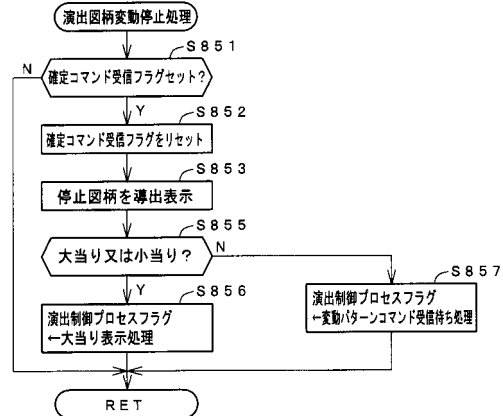 演出図柄変動停止処理
S851
N
確定コマンド受信フラグセット?
Y
S852
確定コマンド受信フラグをリセット
S853
停止図柄を導出表示
S855
大当り又は小当り?
N
Y
S856
S857
演出制御プロセスフラグ
←大当り表示処理
演出制御プロセスフラグ
←変動パターンコマンド受信待ち処理
RET